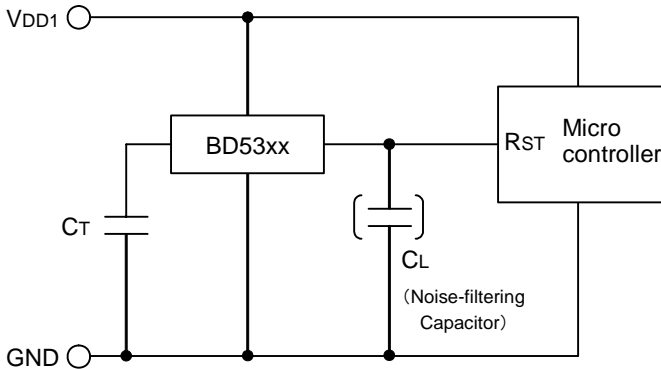 VDD1
BD53xx
RST
Micro
controller
CT
CL
（Noise-filtering
Capacitor）
GND